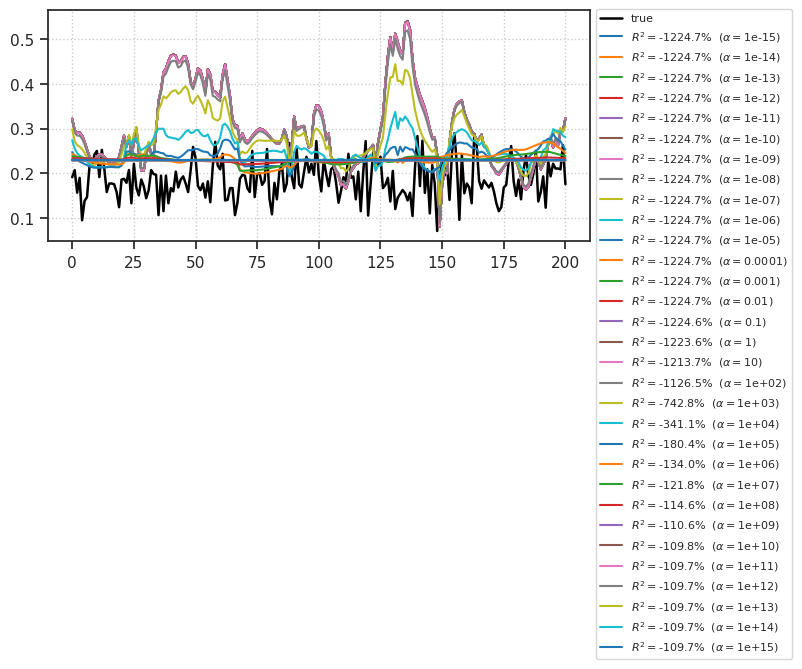 0.5
0.4
0.3
0.2
0.1
0 25 50 75 100 125 150 175 200
true
R² = -1224.7% (α = 1e-15)
R² = -1224.7% (α = 1e-14)
R² = -1224.7% (α = 1e-13)
R² = -1224.7% (α = 1e-12)
R² = -1224.7% (α = 1e-11)
R² = -1224.7% (α = 1e-10)
R² = -1224.7% (α = 1e-09)
R² = -1224.7% (α = 1e-08)
R² = -1224.7% (α = 1e-07)
R² = -1224.7% (α = 1e-06)
R² = -1224.7% (α = 1e-05)
R² = -1224.7% (α = 0.0001)
R² = -1224.7% (α = 0.001)
R² = -1224.7% (α = 0.01)
R² = -1224.6% (α = 0.1)
R² = -1223.6% (α = 1)
R² = -1213.7% (α = 10)
R² = -1126.5% (α = 1e+02)
R² = -742.8% (α = 1e+03)
R² = -341.1% (α = 1e+04)
R² = -180.4% (α = 1e+05)
R² = -134.0% (α = 1e+06)
R² = -121.8% (α = 1e+07)
R² = -114.6% (α = 1e+08)
R² = -110.6% (α = 1e+09)
R² = -109.8% (α = 1e+10)
R² = -109.7% (α = 1e+11)
R² = -109.7% (α = 1e+12)
R² = -109.7% (α = 1e+13)
R² = -109.7% (α = 1e+14)
R² = -109.7% (α = 1e+15)